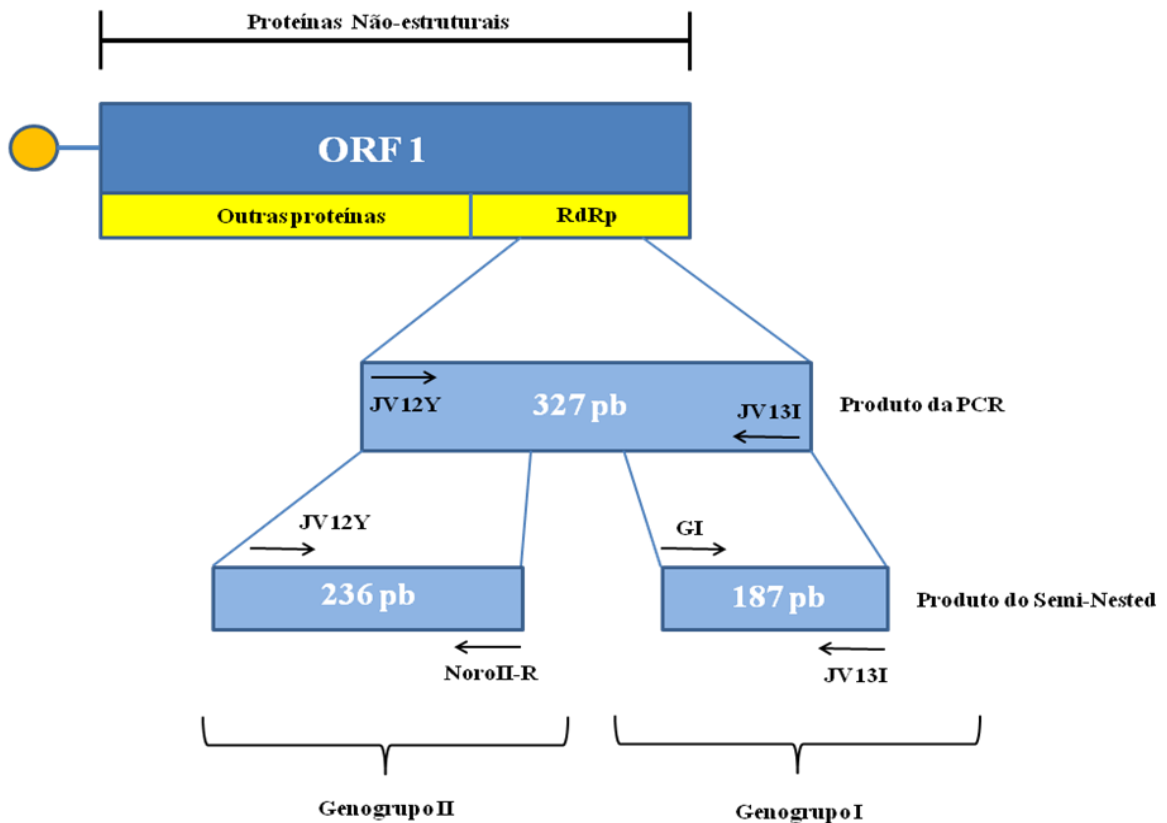 Proteínas Não-estruturais
ORF 1
Outras proteínas
RdRp
JV12Y
327 pb
JV13I
Produto da PCR
JV12Y
GI
236 pb
187 pb
Produto do Semi-Nested
NoroII-R
JV13I
Genogrupo II
Genogrupo I